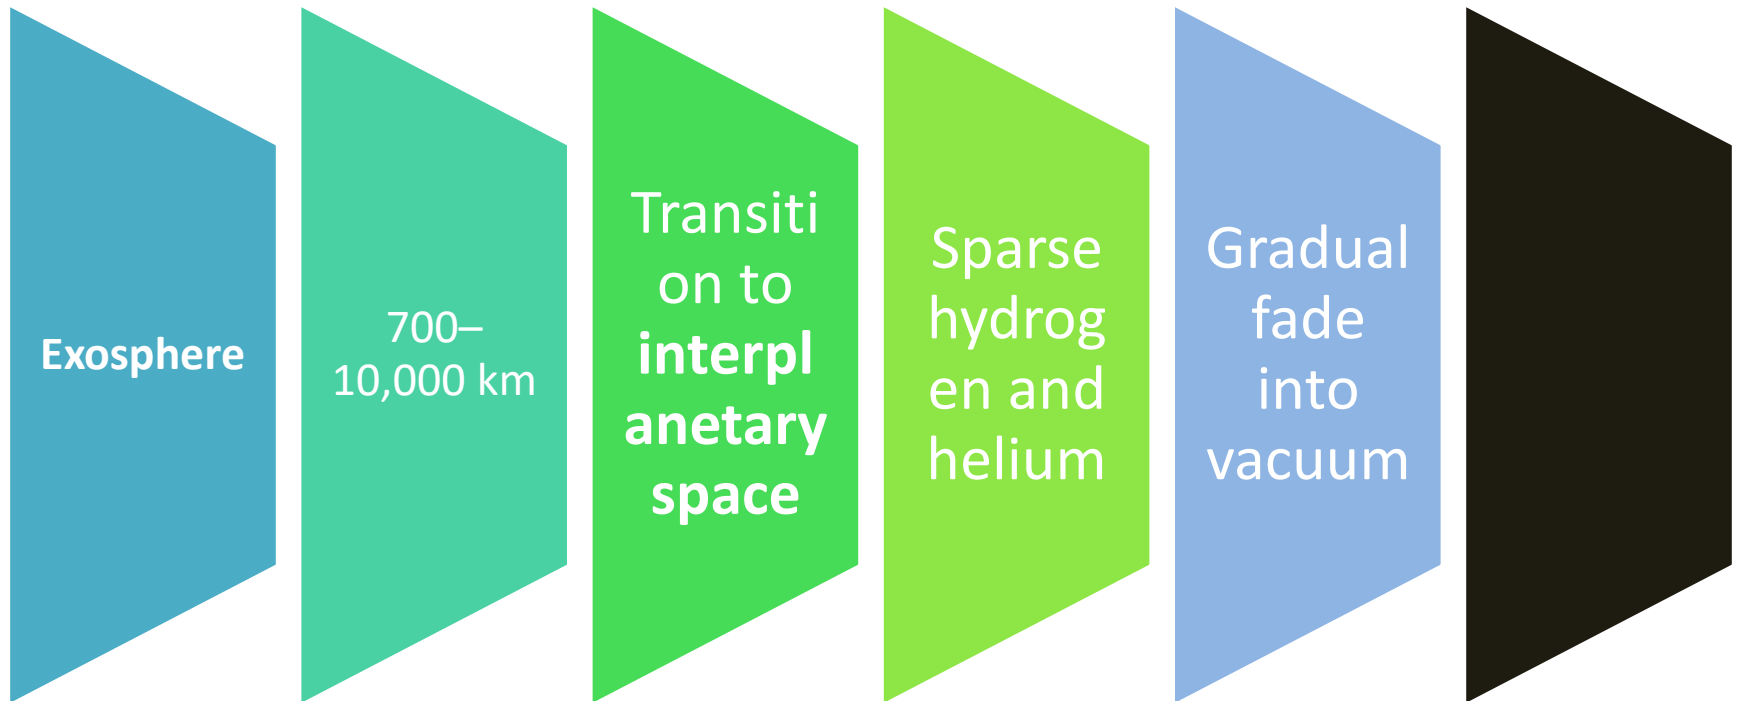 Exosphere
700–
10,000 km
Transiti
on to
interpl
anetary
space
Sparse
hydrog
en and
helium
Gradual
fade
into
vacuum